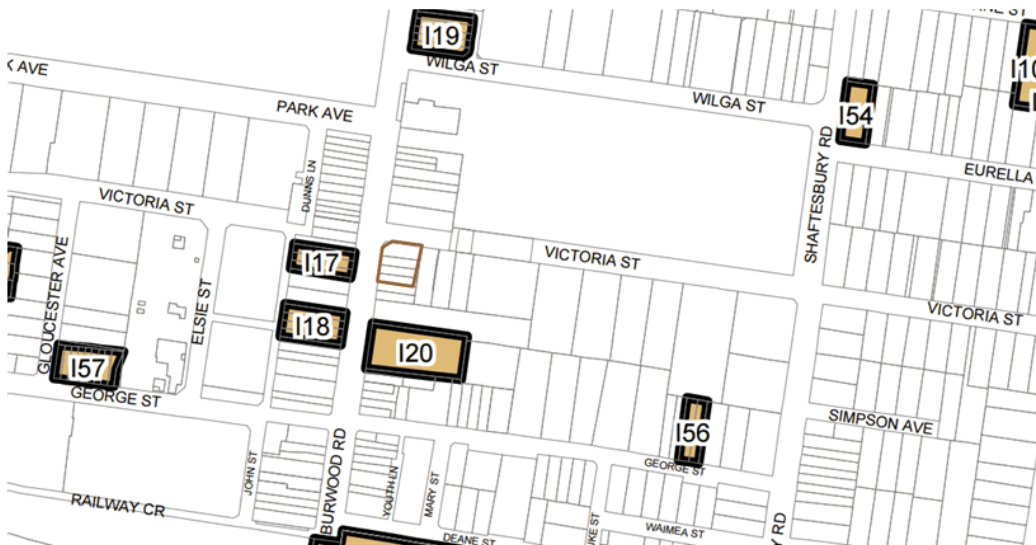 I19
WILGA ST
K AVE
PARK AVE
WILGA ST
I54
I10
SHAFTESBURY RD
EURELLA
DUNNS LN
VICTORIA ST
I17
VICTORIA ST
GLOUCESTER AVE
ELSIE ST
I18
I20
VICTORIA ST
I57
GEORGE ST
I56
SIMPSON AVE
GEORGE ST
JOHN ST
BURWOOD RD
YOUTH LN
MARY ST
RAILWAY CR
DEANE ST
WAIMEA ST